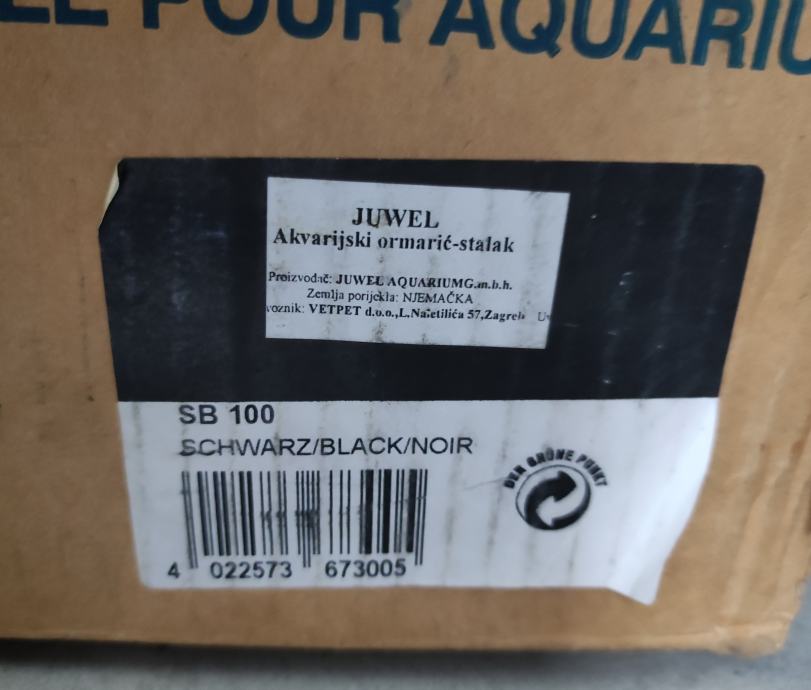 POUR AQUARIU
JUWEL
Akvarijski ormarić-stalak
Proizvođač: JUWEL AQUARIUMG.m.b.h.
Zemlja porijekla: NJEMAČKA
voznik: VETPET d.o.o.,L.Naletilića 57,Zagreb Uv
SB 100
SCHWARZ/BLACK/NOIR
DER GRÜNE PUNKT
4 022573 673005